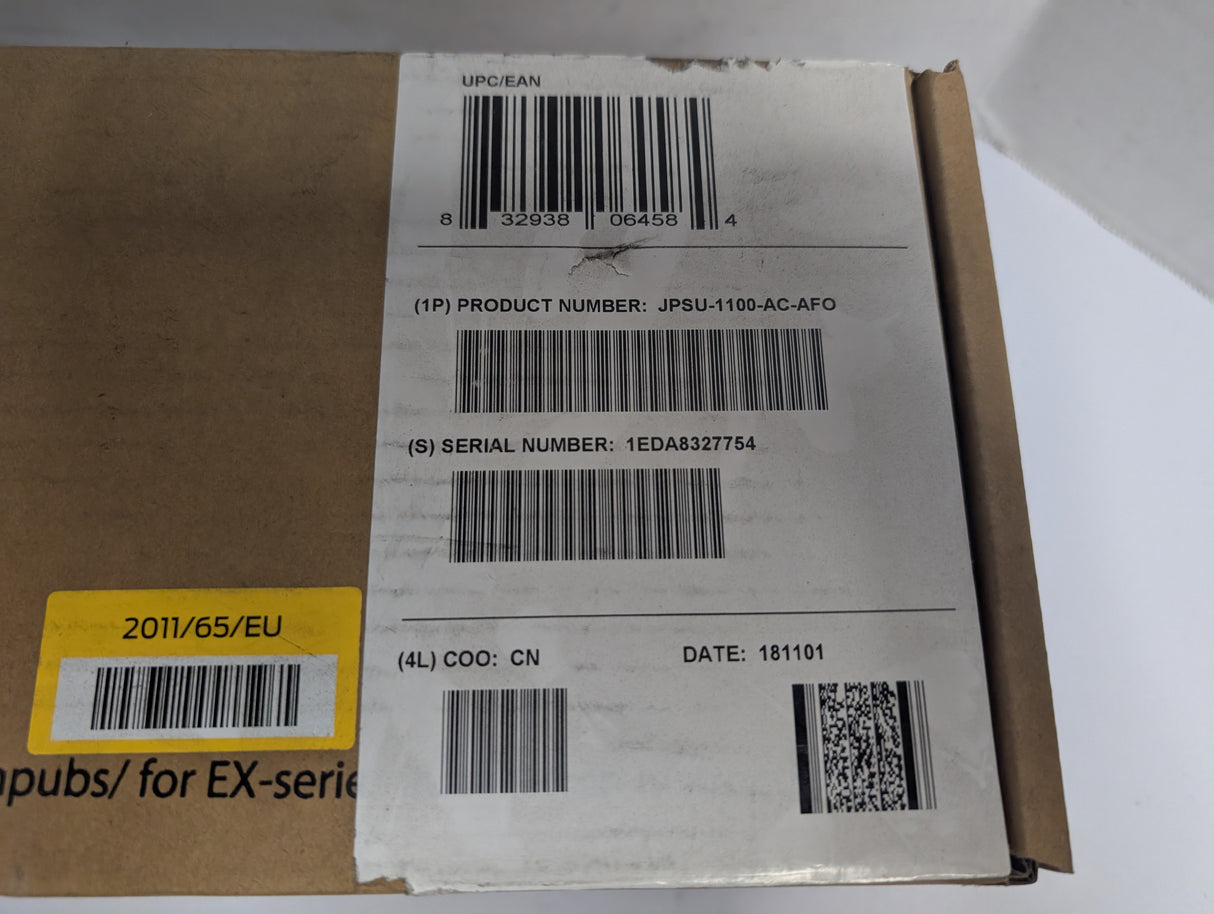 UPC/EAN
8 32938 06458 4
(1P) PRODUCT NUMBER: JPSU-1100-AC-AFO
(S) SERIAL NUMBER: 1EDA8327754
(4L) COO: CN
DATE: 181101
2011/65/EU
for EX-serie